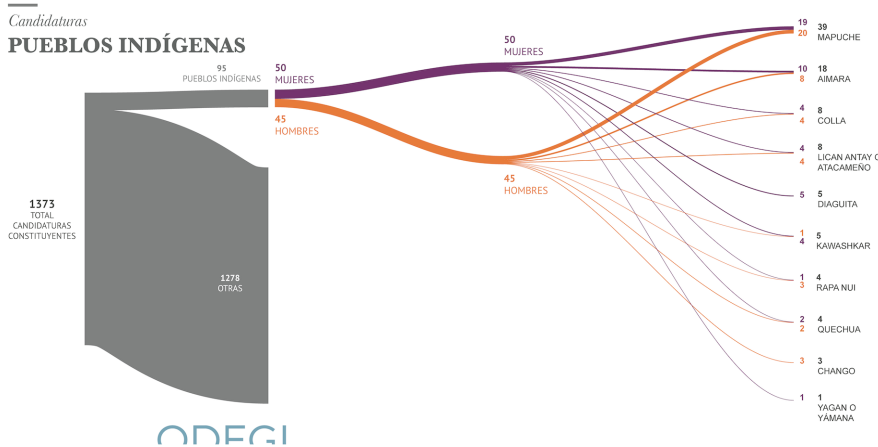 Candidaturas
PUEBLOS INDÍGENAS
1373
TOTAL
CANDIDATURAS
CONSTITUYENTES
95
PUEBLOS INDÍGENAS
1278
OTRAS
50
MUJERES
45
HOMBRES
50
MUJERES
45
HOMBRES
19
20
39
MAPUCHE
10
8
18
AIMARA
4
4
8
COLLA
4
4
8
LICAN ANTAY O
ATACAMEÑO
5
5
DIAGUITA
1
4
5
KAWASHKAR
1
3
4
RAPA NUI
2
2
4
QUECHUA
3
3
CHANGO
1
1
YAGAN O
YÁMANA
ODEGI